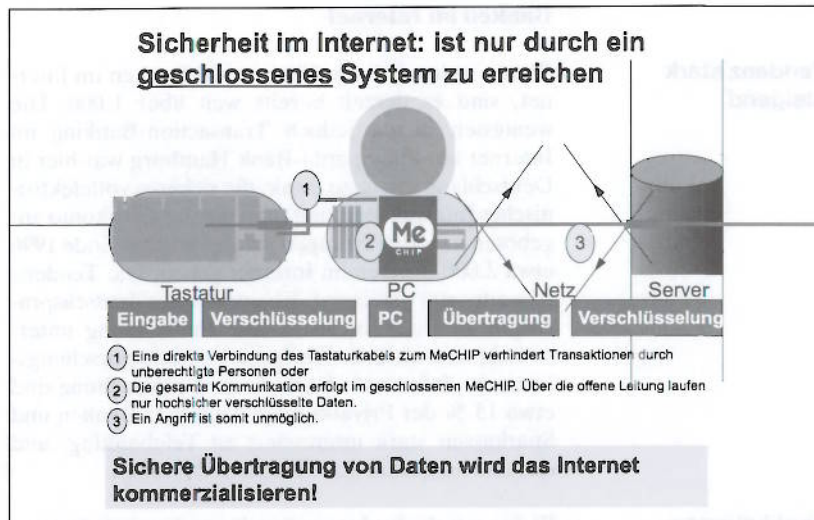 Sicherheit im Internet: ist nur durch ein
geschlossenes System zu erreichen
1
2
Me
CHIP
3
Tastatur
PC
Netz
Server
Eingabe
Verschlüsselung
PC
Übertragung
Verschlüsselung
1 Eine direkte Verbindung des Tastaturkabels zum MeCHIP verhindert Transaktionen durch
unberechtigte Personen oder
2 Die gesamte Kommunikation erfolgt im geschlossenen MeCHIP. Über die offene Leitung laufen
nur hochsicher verschlüsselte Daten.
3 Ein Angriff ist somit unmöglich.
Sichere Übertragung von Daten wird das Internet
kommerzialisieren!